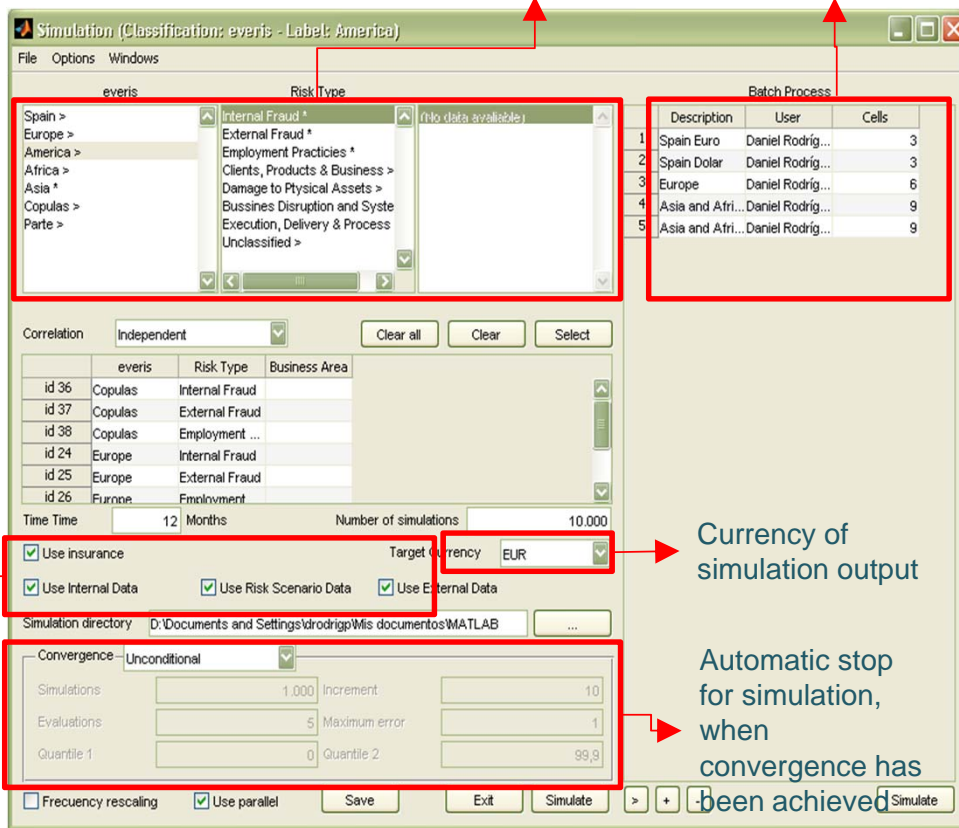 Simulation (Classification: everis - Label: America)
File Options Windows
everis
Risk Type
Batch Process
Spain >
Europe >
America >
Africa >
Asia *
Copulas >
Parte >
Internal Fraud *
External Fraud *
Employment Practicies *
Clients, Products & Business >
Damage to Ptysical Assets >
Bussines Disruption and Syste
Execution, Delivery & Process
Unclassified >
(No data avaliable)
Description User Cells
1 Spain Euro Daniel Rodríg... 3
2 Spain Dolar Daniel Rodríg... 3
3 Europe Daniel Rodríg... 6
4 Asia and Afri... Daniel Rodríg... 9
5 Asia and Afri... Daniel Rodríg... 9
Correlation Independent Clear all Clear Select
everis Risk Type Business Area
id 36 Copulas Internal Fraud
id 37 Copulas External Fraud
id 38 Copulas Employment ...
id 24 Europe Internal Fraud
id 25 Europe External Fraud
id 26 Europe Employment
Time Time 12 Months Number of simulations 10.000
Use insurance Target Currency EUR
Use Internal Data Use Risk Scenario Data Use External Data
Simulation directory D:\Documents and Settings\drodrigp\Mis documentos\MATLAB ...
Convergence Unconditional
Simulations 1.000 Increment 10
Evaluations 5 Maximum error 1
Quantile 1 0 Quantile 2 99,9
Frecuency rescaling Use parallel Save Exit Simulate > + - Simulate
Currency of
simulation output
Automatic stop
for simulation,
when
convergence has
been achieved